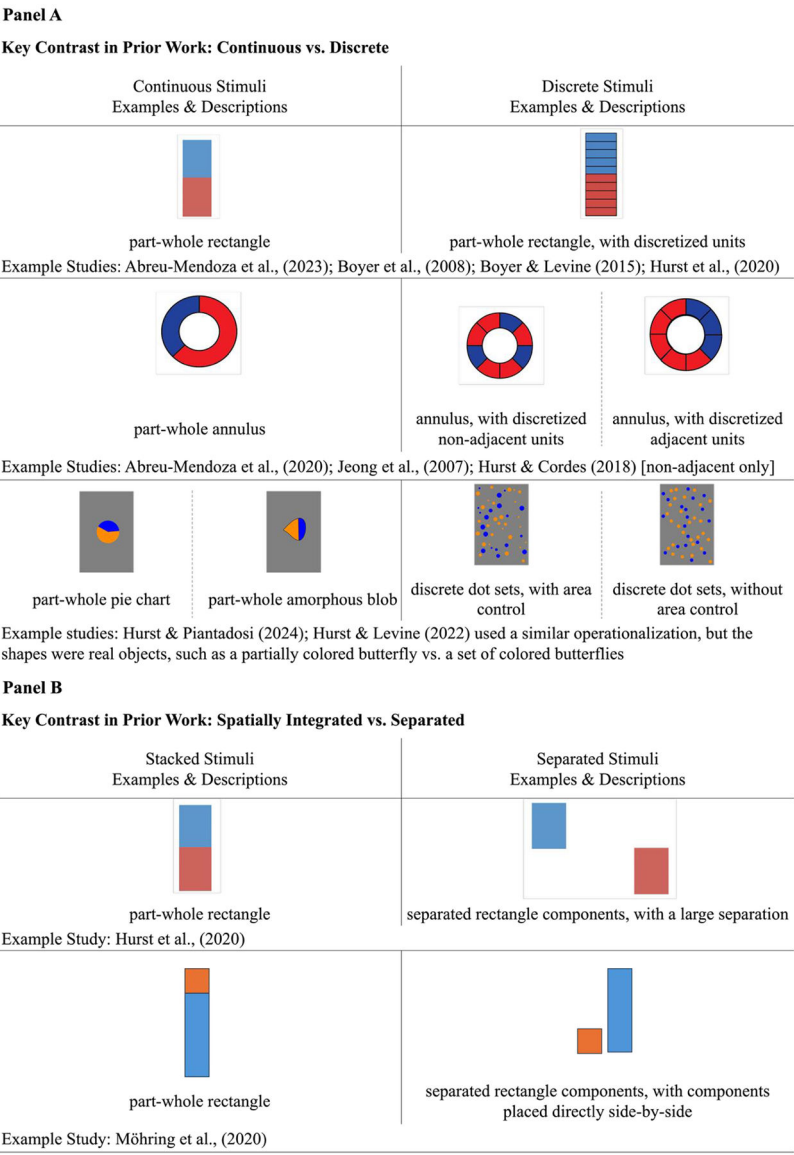 Panel A
Key Contrast in Prior Work: Continuous vs. Discrete
Continuous Stimuli
Examples & Descriptions
Discrete Stimuli
Examples & Descriptions
part-whole rectangle
part-whole rectangle, with discretized units
Example Studies: Abreu-Mendoza et al., (2023); Boyer et al., (2008); Boyer & Levine (2015); Hurst et al., (2020)
part-whole annulus
annulus, with discretized
non-adjacent units
annulus, with discretized
adjacent units
Example Studies: Abreu-Mendoza et al., (2020); Jeong et al., (2007); Hurst & Cordes (2018) [non-adjacent only]
part-whole pie chart
part-whole amorphous blob
discrete dot sets, with area
control
discrete dot sets, without
area control
Example studies: Hurst & Piantadosi (2024); Hurst & Levine (2022) used a similar operationalization, but the
shapes were real objects, such as a partially colored butterfly vs. a set of colored butterflies
Panel B
Key Contrast in Prior Work: Spatially Integrated vs. Separated
Stacked Stimuli
Examples & Descriptions
Separated Stimuli
Examples & Descriptions
part-whole rectangle
separated rectangle components, with a large separation
Example Study: Hurst et al., (2020)
part-whole rectangle
separated rectangle components, with components
placed directly side-by-side
Example Study: Möhring et al., (2020)